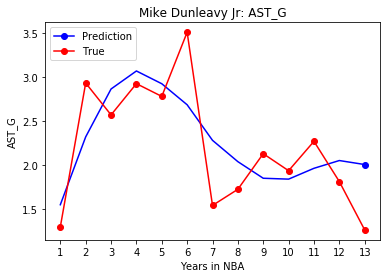 Mike Dunleavy Jr: AST_G
Prediction
True
AST_G
3.5
3.0
2.5
2.0
1.5
1 2 3 4 5 6 7 8 9 10 11 12 13
Years in NBA